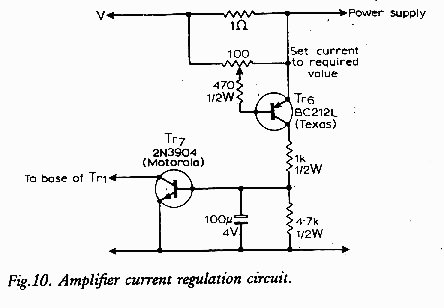 V
1Ω
Power supply
100
Set current
to required
value
470
1/2W
Tr6
BC212L
(Texas)
Tr7
2N3904
(Motorola)
1k
1/2W
To base of Tr1
100μ
4V
4·7k
1/2W
Fig.10. Amplifier current regulation circuit.